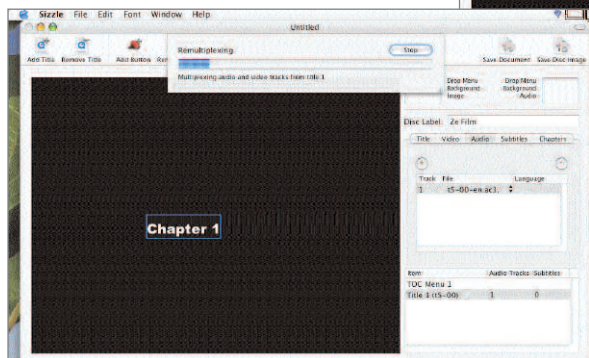 Sizzle File Edit Font Window Help
Untitled
Remultiplexing
Stop
Multiplexing audio and video tracks from title 1
Add Title Remove Title Add Button Save Document Save Disc Image
Drop Menu Background Image
Drop Menu Background Audio
Disc Label: Ze Film
Title Video Audio Subtitles Chapters
Track File Language
1 t5-00-en.ac3,
Chapter 1
Item Audio Tracks Subtitles
TOC Menu 1
Title 1 (t5-00) 1 0